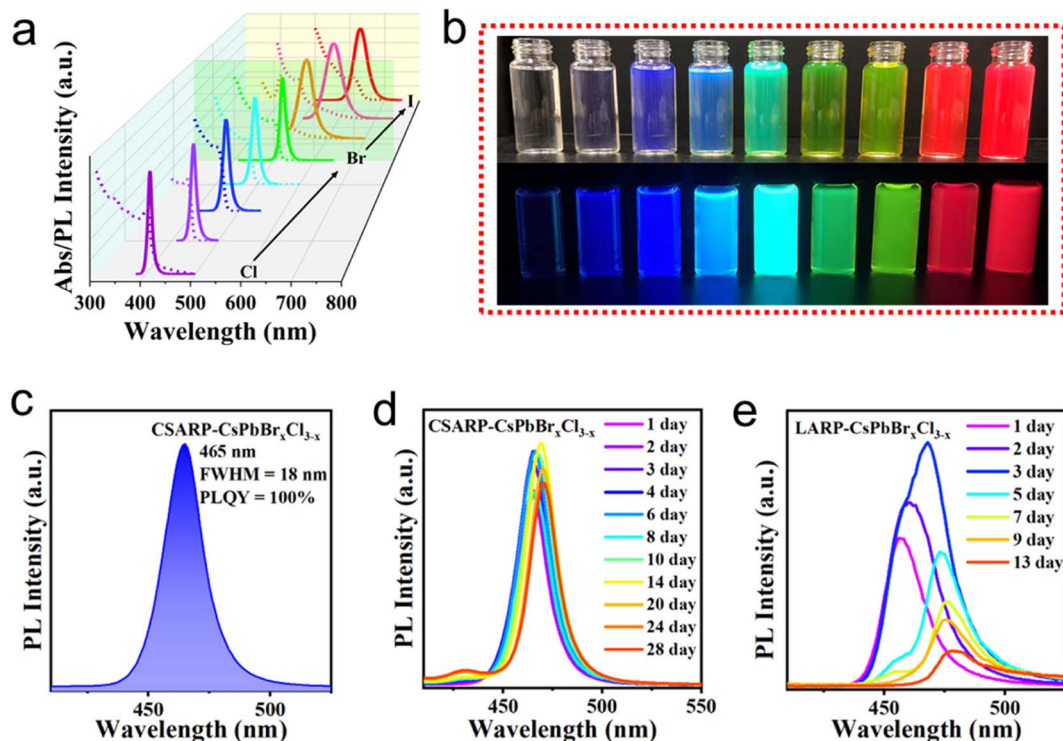 a
Abs/PL Intensity (a.u.)
I
Br
Cl
300 400 500 600 700 800
Wavelength (nm)
b
c
CSARP-CsPbBrₓCl₃₋ₓ
465 nm
FWHM = 18 nm
PLQY = 100%
PL Intensity (a.u.)
450 500
Wavelength (nm)
d
CSARP-CsPbBrₓCl₃₋ₓ
1 day
2 day
3 day
4 day
6 day
8 day
10 day
14 day
20 day
24 day
28 day
PL Intensity (a.u.)
450 500 550
Wavelength (nm)
e
LARP-CsPbBrₓCl₃₋ₓ
1 day
2 day
3 day
5 day
7 day
9 day
13 day
PL Intensity (a.u.)
450 500
Wavelength (nm)